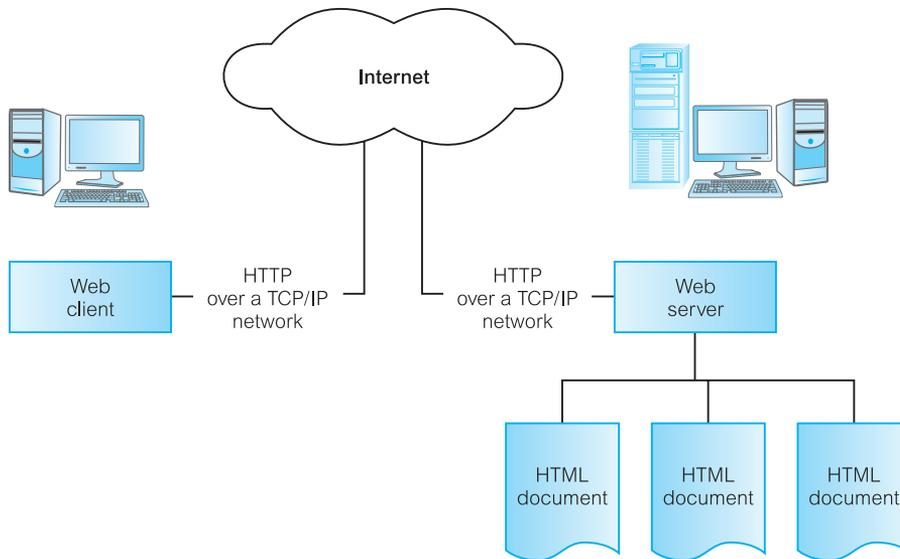 Internet
Web
client
HTTP
over a TCP/IP
network
HTTP
over a TCP/IP
network
Web
server
HTML
document
HTML
document
HTML
document